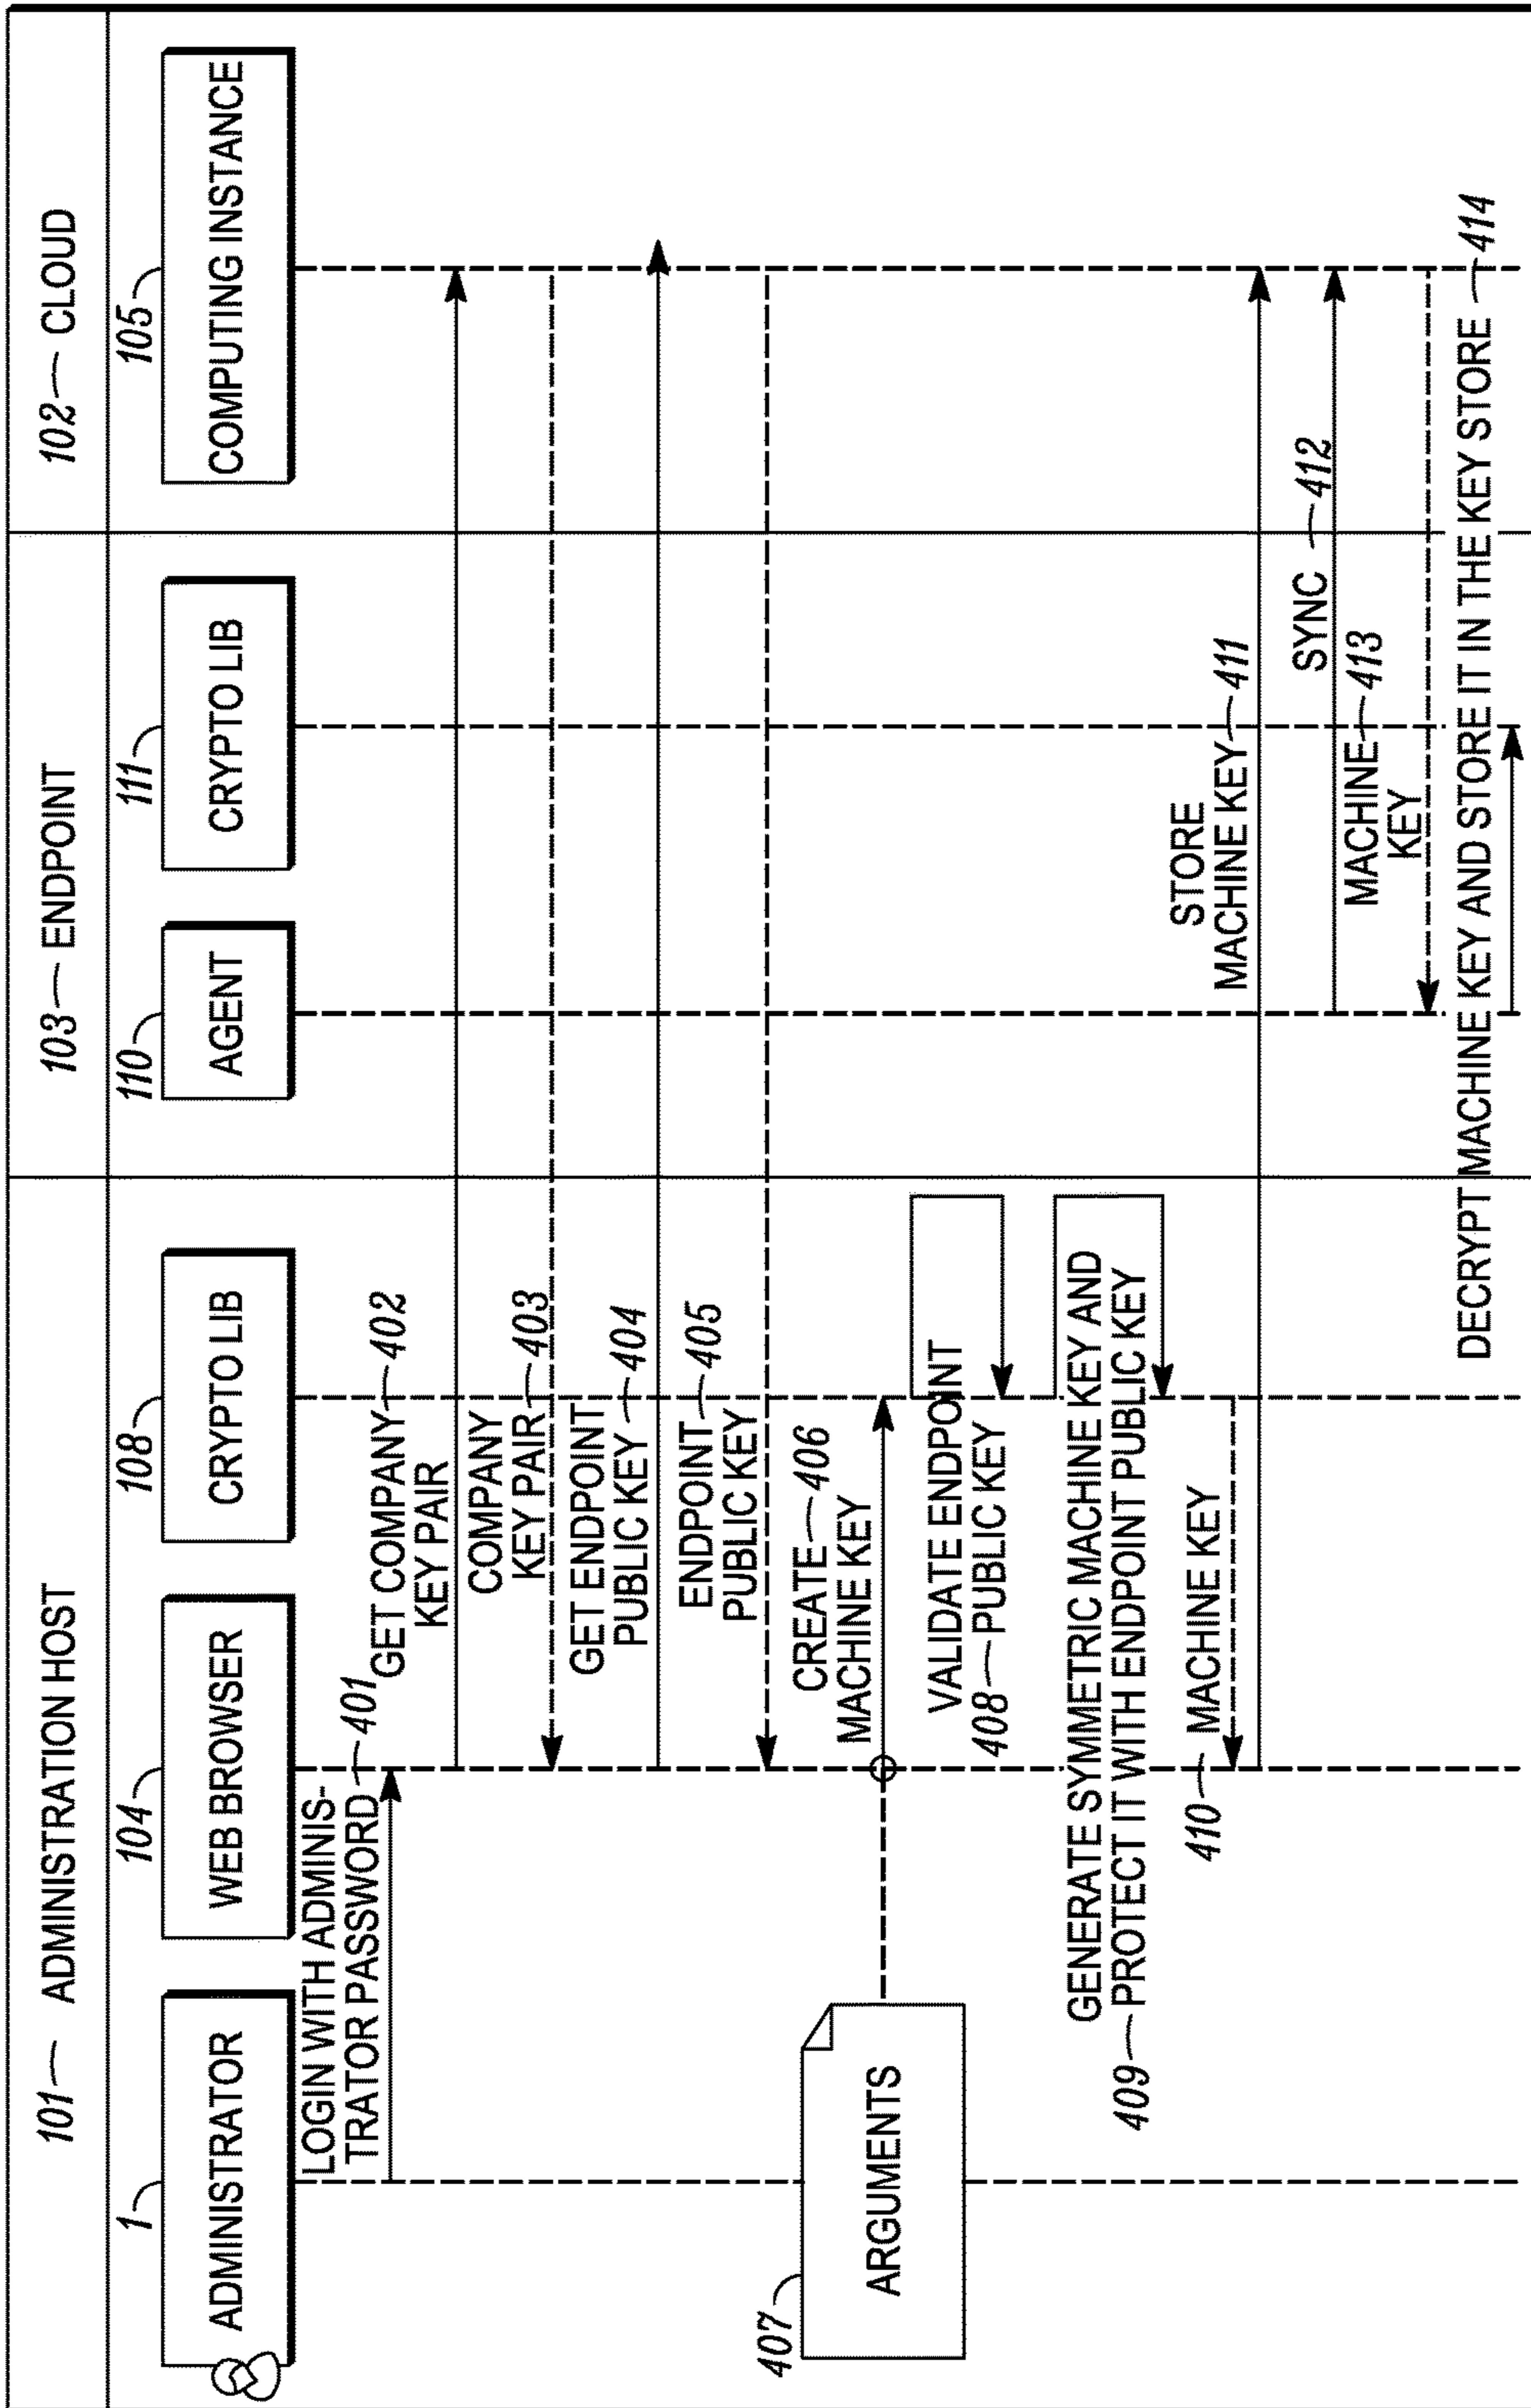 101 ADMINISTRATION HOST
103 ENDPOINT
102 CLOUD
1
104
108
110
111
105
ADMINISTRATOR
WEB BROWSER
CRYPTO LIB
AGENT
CRYPTO LIB
COMPUTING INSTANCE
LOGIN WITH ADMINIS-
TRATOR PASSWORD 401
GET COMPANY 402
KEY PAIR
COMPANY
KEY PAIR 403
GET ENDPOINT
PUBLIC KEY 404
ENDPOINT 405
PUBLIC KEY
CREATE 406
MACHINE KEY
407
ARGUMENTS
VALIDATE ENDPOINT
408 PUBLIC KEY
GENERATE SYMMETRIC MACHINE KEY AND
409 PROTECT IT WITH ENDPOINT PUBLIC KEY
410 MACHINE KEY
STORE
MACHINE KEY 411
SYNC 412
MACHINE 413
KEY
DECRYPT MACHINE KEY AND STORE IT IN THE KEY STORE 414